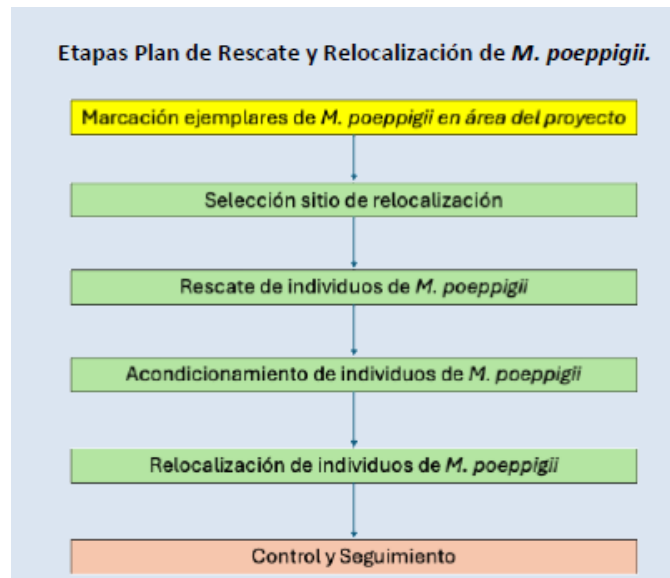 Etapas Plan de Rescate y Relocalización de M. poeppigii.
Marcación ejemplares de M. poeppigii en área del proyecto
Selección sitio de relocalización
Rescate de individuos de M. poeppigii
Acondicionamiento de individuos de M. poeppigii
Relocalización de individuos de M. poeppigii
Control y Seguimiento